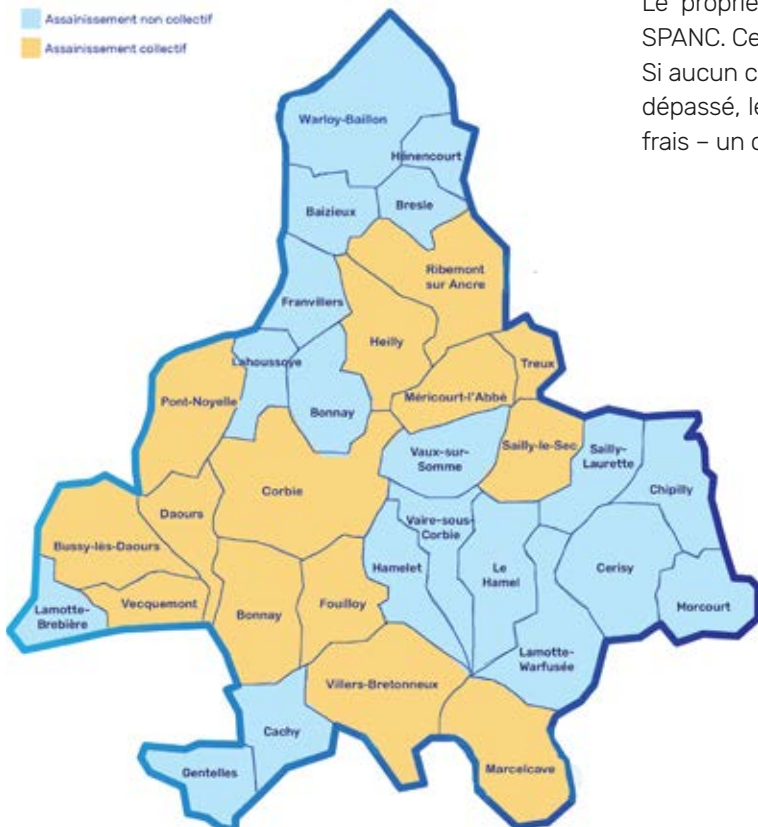 Assainissement non collectif
Assainissement collectif
Le proprié
SPANC. Ce
Si aucun c
dépassé, le
frais – un c
Warloy-Baillon
Hénencourt
Baizieux
Bresle
Ribemont
sur Ancre
Franvillers
Heilly
Lahoussoye
Treux
Pont-Noyelle
Méricourt-l'Abbé
Bonnay
Vaux-sur-
Somme
Sailly-le-Sec
Sailly-
Laurette
Chipilly
Corbie
Daours
Vaire-sous-
Corbie
Bussy-lès-Daours
Hamelet
Le
Hamel
Cerisy
Lamotte-
Brebière
Vecquemont
Bonnay
Fouilloy
Morcourt
Lamotte-
Warfusée
Villers-Bretonneux
Cachy
Gentelles
Marcelcave